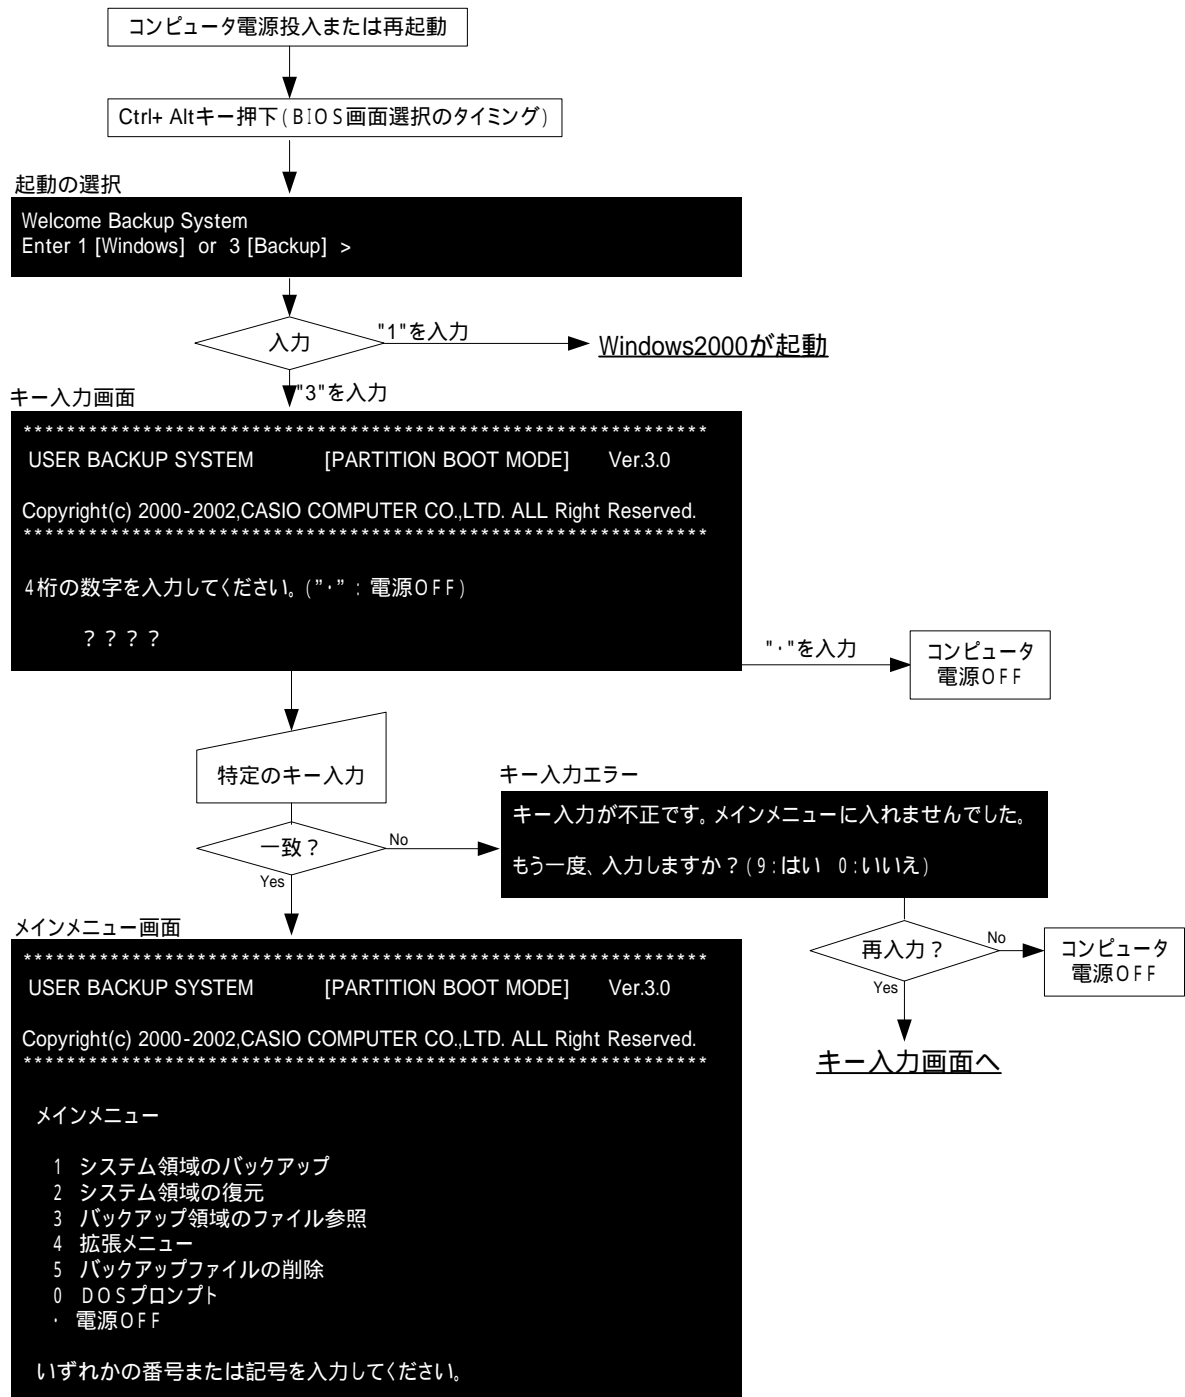 コンピュータ電源投入または再起動
Ctrl+ Altキー押下(BIOS画面選択のタイミング)
起動の選択
Welcome Backup System
Enter 1 [Windows] or 3 [Backup] >
入力
"1"を入力
Windows2000が起動
"3"を入力
キー入力画面
***************************************************************
USER BACKUP SYSTEM [PARTITION BOOT MODE] Ver.3.0
Copyright(c) 2000-2002,CASIO COMPUTER CO.,LTD. ALL Right Reserved.
***************************************************************
4桁の数字を入力してください。("・" : 電源OFF)
????
"・"を入力
コンピュータ
電源OFF
特定のキー入力
一致?
No
Yes
キー入力エラー
キー入力が不正です。メインメニューに入れませんでした。
もう一度、入力しますか?(9:はい 0:いいえ)
再入力?
No
コンピュータ
電源OFF
Yes
キー入力画面へ
メインメニュー画面
***************************************************************
USER BACKUP SYSTEM [PARTITION BOOT MODE] Ver.3.0
Copyright(c) 2000-2002,CASIO COMPUTER CO.,LTD. ALL Right Reserved.
***************************************************************
メインメニュー
1 システム領域のバックアップ
2 システム領域の復元
3 バックアップ領域のファイル参照
4 拡張メニュー
5 バックアップファイルの削除
0 DOSプロンプト
・ 電源OFF
いずれかの番号または記号を入力してください。